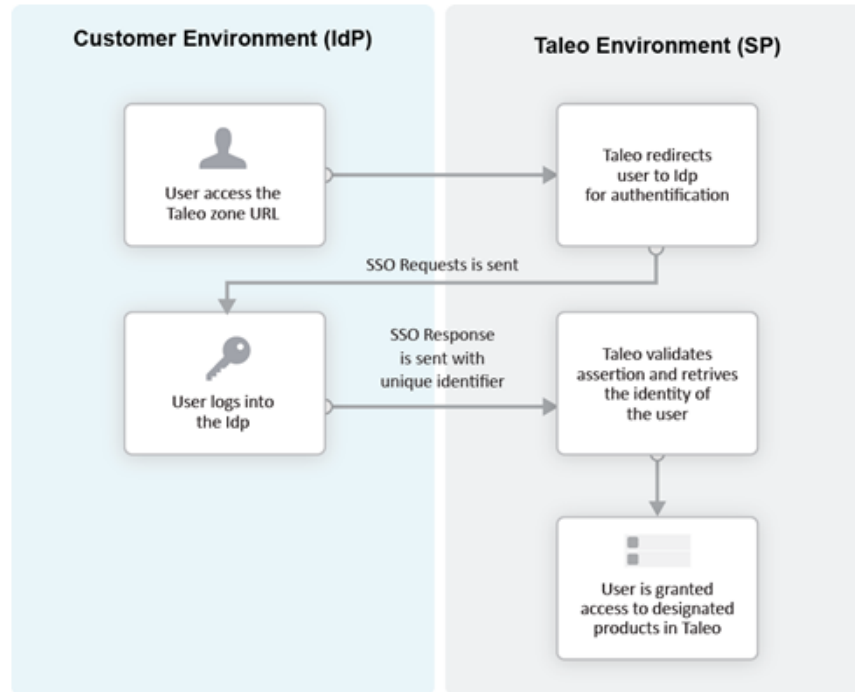 Customer Environment (IdP)
Taleo Environment (SP)
User access the
Taleo zone URL
Taleo redirects
user to Idp
for authentification
SSO Requests is sent
User logs into
the Idp
SSO Response
is sent with
unique identifier
Taleo validates
assertion and retrives
the identity of
the user
User is granted
access to designated
products in Taleo